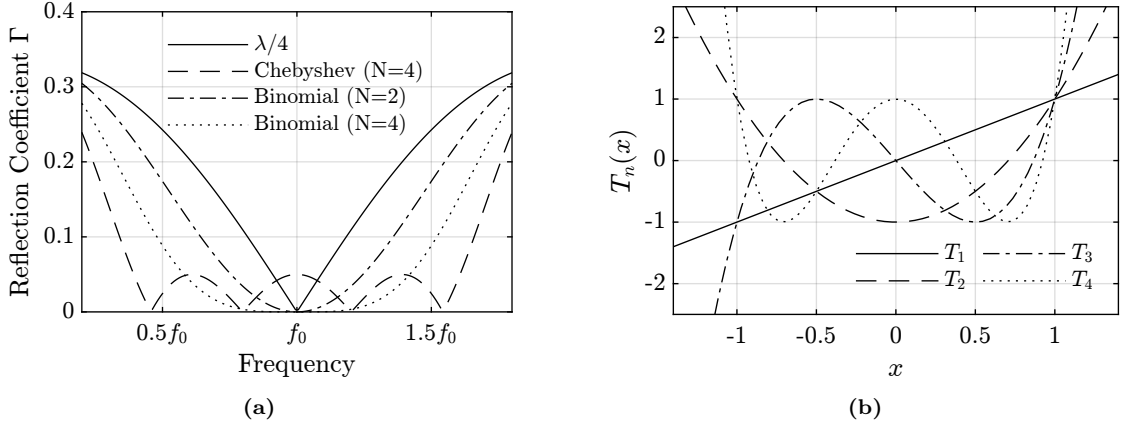 0.4
0.3
0.2
0.1
0
Reflection Coefficient Γ
λ/4
Chebyshev (N=4)
Binomial (N=2)
Binomial (N=4)
0.5f₀
f₀
1.5f₀
Frequency
(a)
2
1
0
-1
-2
Tₙ(x)
T₁
T₂
T₃
T₄
-1
-0.5
0
0.5
1
x
(b)